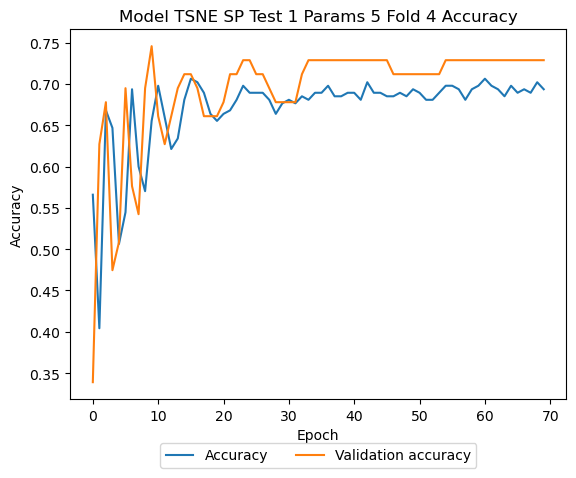 Model TSNE SP Test 1 Params 5 Fold 4 Accuracy
0.75
0.70
0.65
0.60
0.55
0.50
0.45
0.40
0.35
Accuracy
0 10 20 30 40 50 60 70
Epoch
Accuracy Validation accuracy